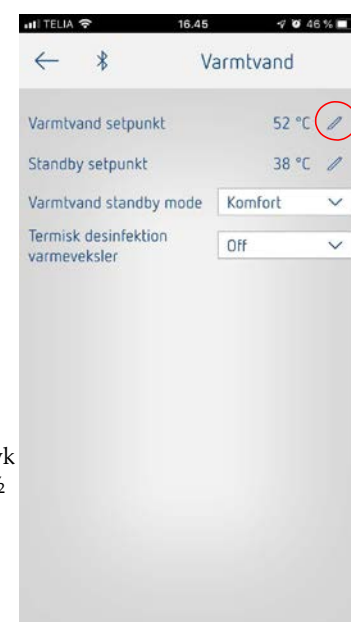 TELIA 16.45 46 %
Varmtvand
Varmtvand setpunkt 52 °C
Standby setpunkt 38 °C
Varmtvand standby mode Komfort
Termisk desinfektion
varmeveksler Off